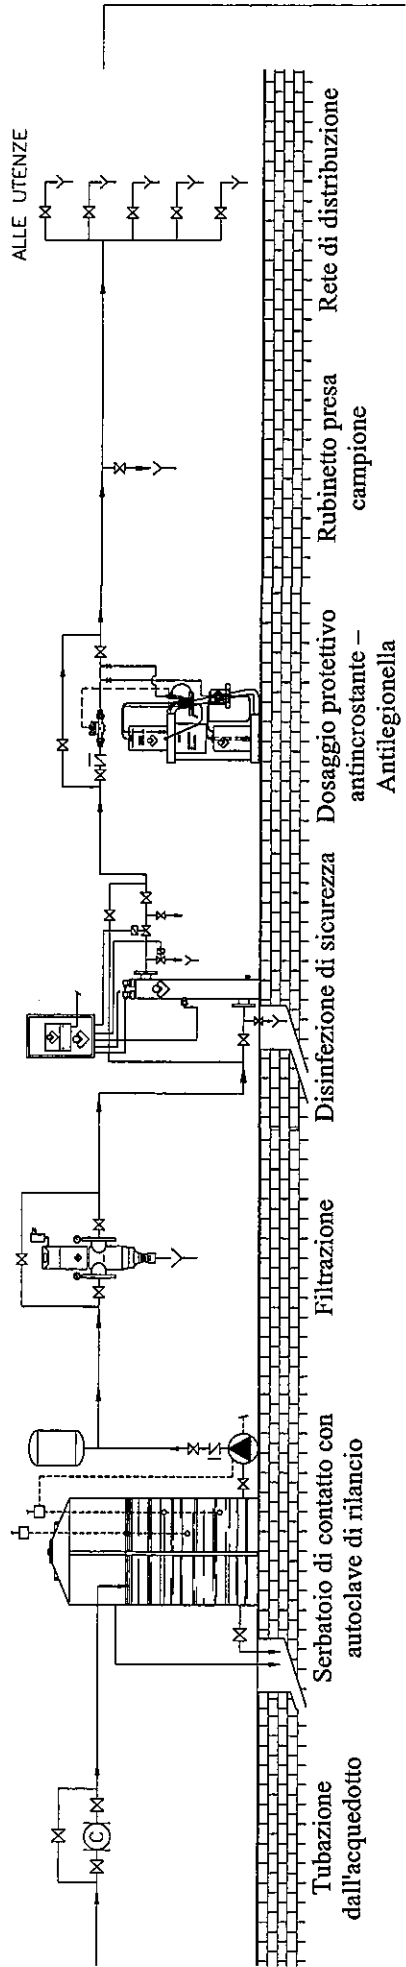 ALLE UTENZE
C
Tubazione
dall'acquedotto
Serbatoio di contatto con
autoclave di rilancio
Filtrazione
Disinfezione di sicurezza
Dosaggio protettivo
antincrostante –
Antilegionella
Rubinetto presa
campione
Rete di distribuzione